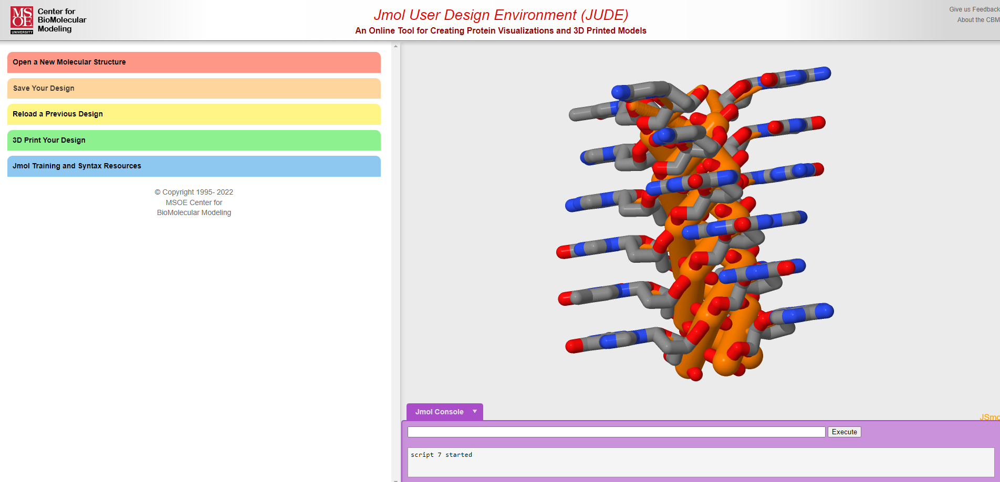 MS
OE
UNIVERSITY
Center for
BioMolecular
Modeling
Jmol User Design Environment (JUDE)
An Online Tool for Creating Protein Visualizations and 3D Printed Models
Give us Feedback
About the CBM
Open a New Molecular Structure
Save Your Design
Reload a Previous Design
3D Print Your Design
Jmol Training and Syntax Resources
© Copyright 1995- 2022
MSOE Center for
BioMolecular Modeling
Jmol Console
JSmo
Execute
script 7 started